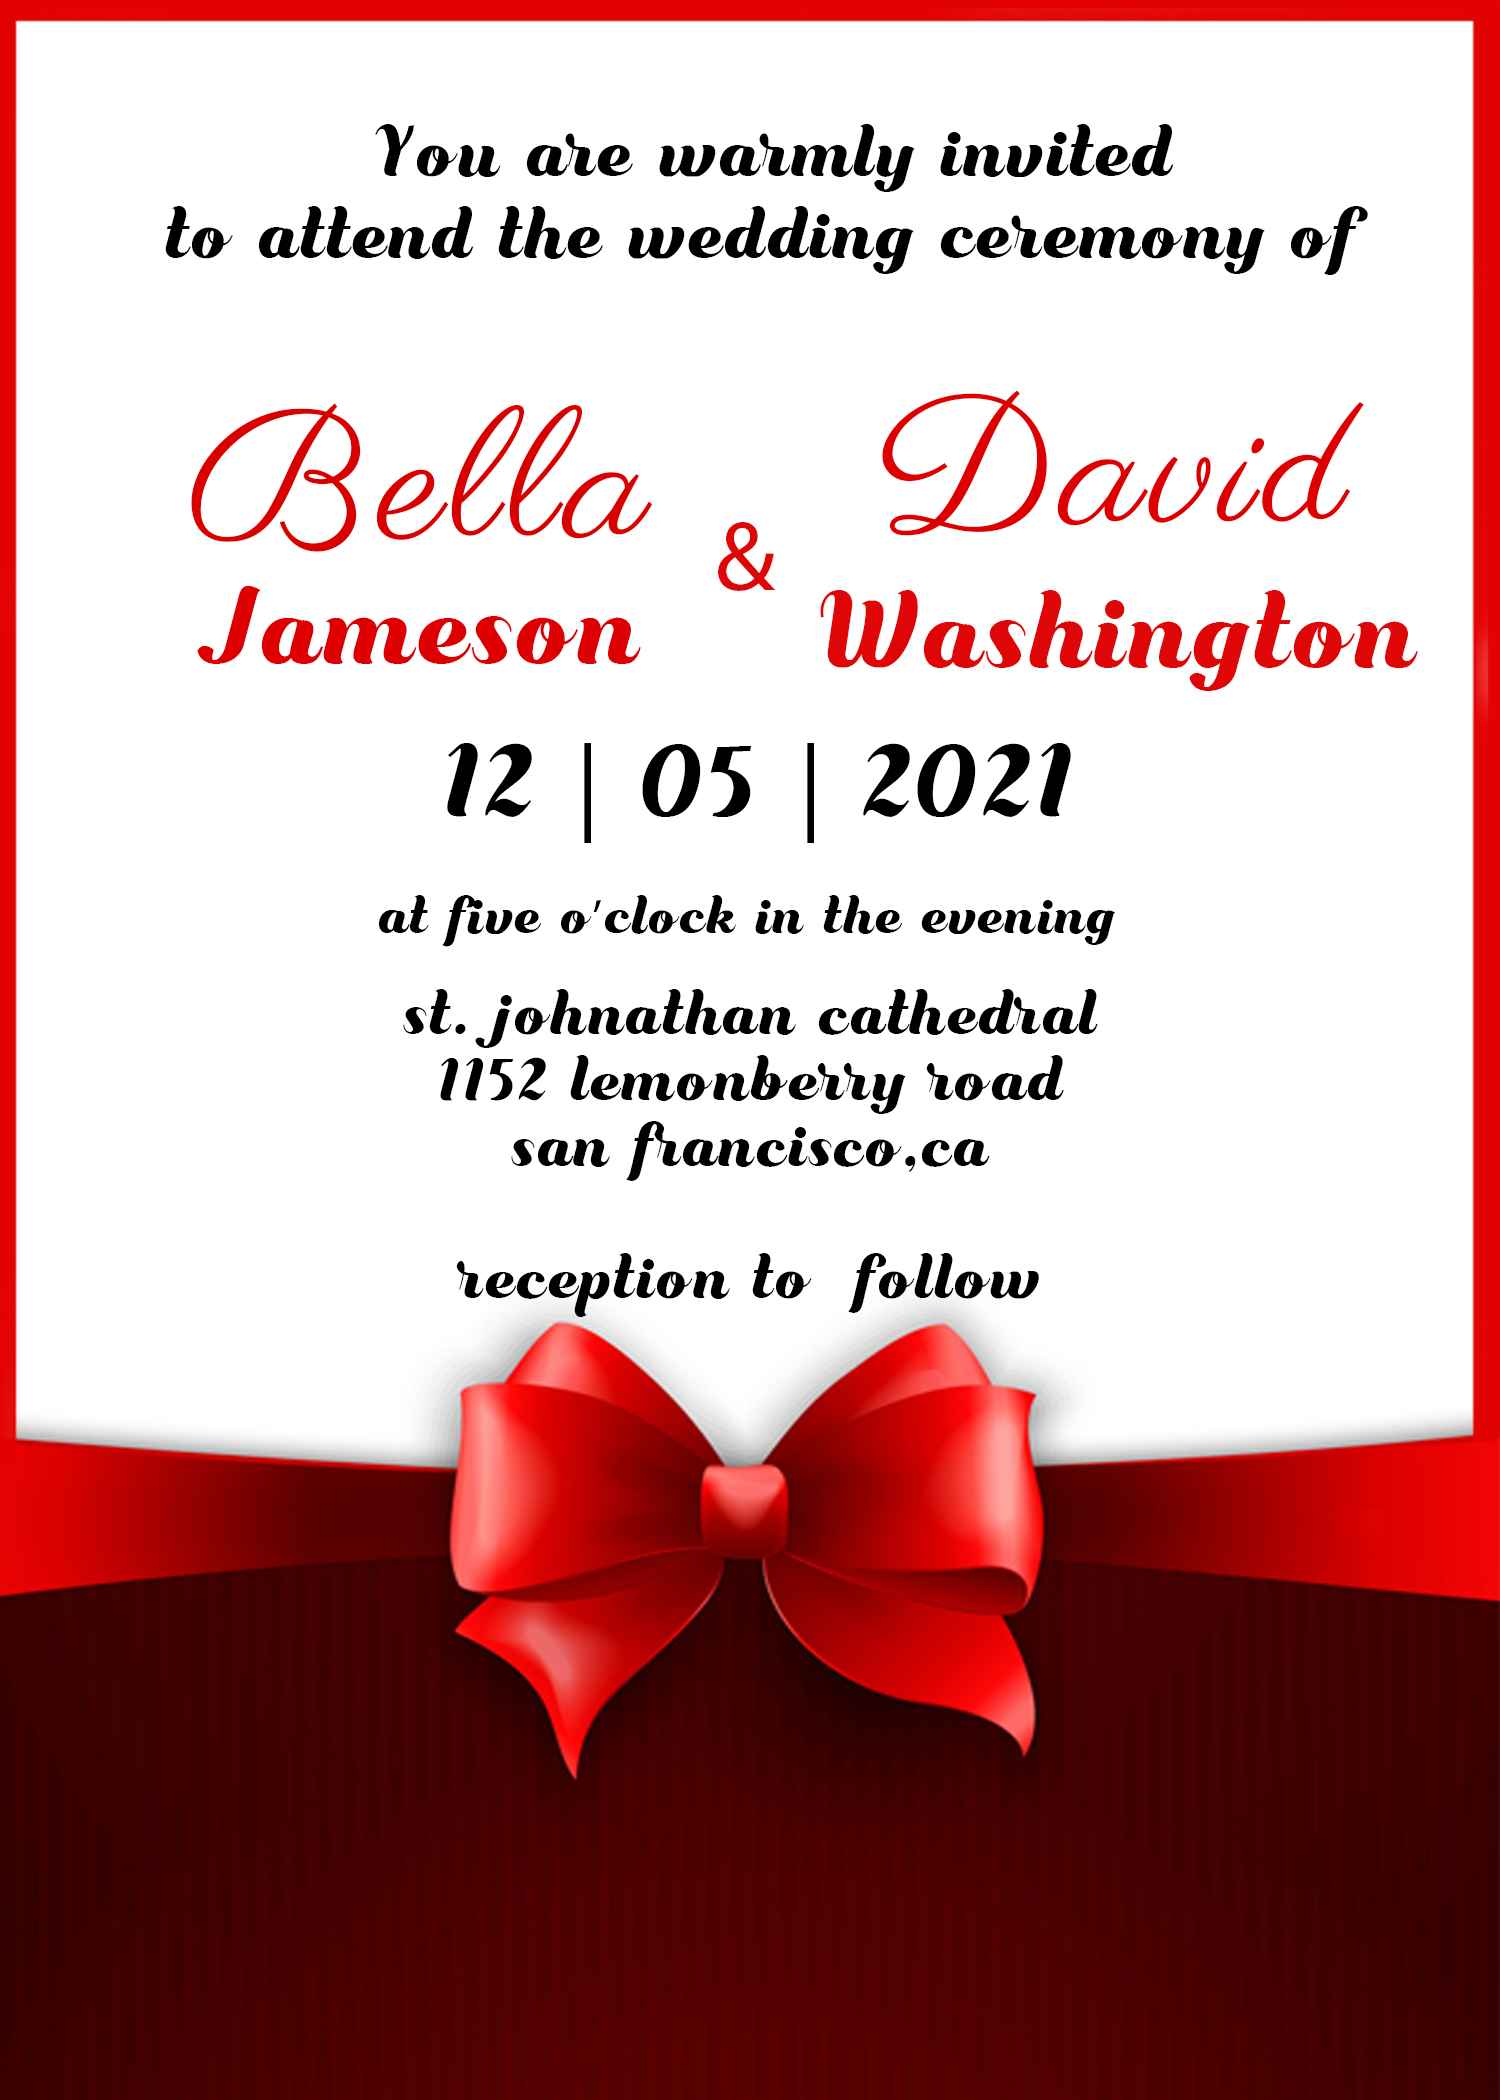 You are warmly invited
to attend the wedding ceremony of
Bella
Jameson
&
David
Washington
12 | 05 | 2021
at five o'clock in the evening
st. johnathan cathedral
1152 lemonberry road
san francisco,ca
reception to follow